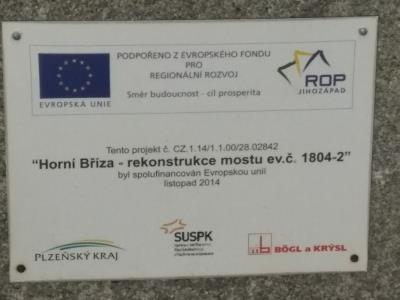 PODPOŘENO Z EVROPSKÉHO FONDU
PRO
REGIONÁLNÍ ROZVOJ
Směr budoucnost - cíl prosperita
EVROPSKÁ UNIE
ROP
JIHOZÁPAD
Tento projekt č. CZ.1.14/1.1.00/28.02842
"Horní Bříza - rekonstrukce mostu ev.č. 1804-2"
byl spolufinancován Evropskou unií
listopad 2014
PLZEŇSKÝ KRAJ
SUSPK
mb BÖGL a KRÝSL